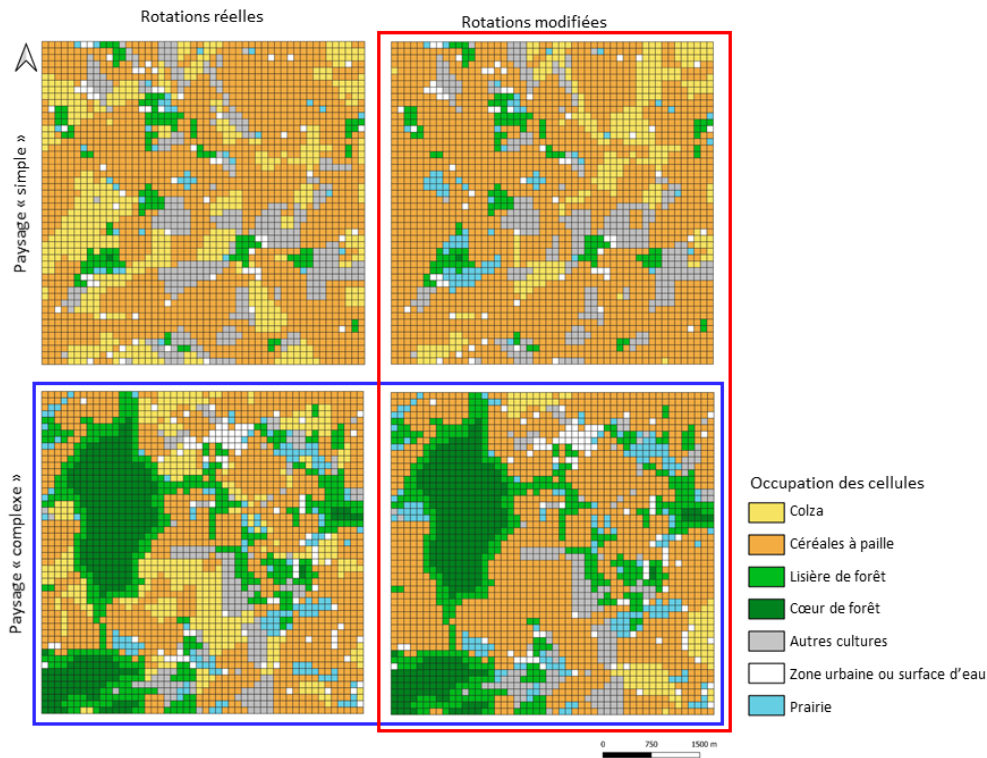 Rotations réelles
Rotations modifiées
Paysage « simple »
Paysage « complexe »
Occupation des cellules
Colza
Céréales à paille
Lisière de forêt
Cœur de forêt
Autres cultures
Zone urbaine ou surface d’eau
Prairie
0 750 1500 m